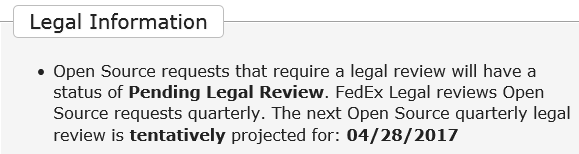 Legal Information
• Open Source requests that require a legal review will have a
status of Pending Legal Review. FedEx Legal reviews Open
Source requests quarterly. The next Open Source quarterly legal
review is tentatively projected for: 04/28/2017